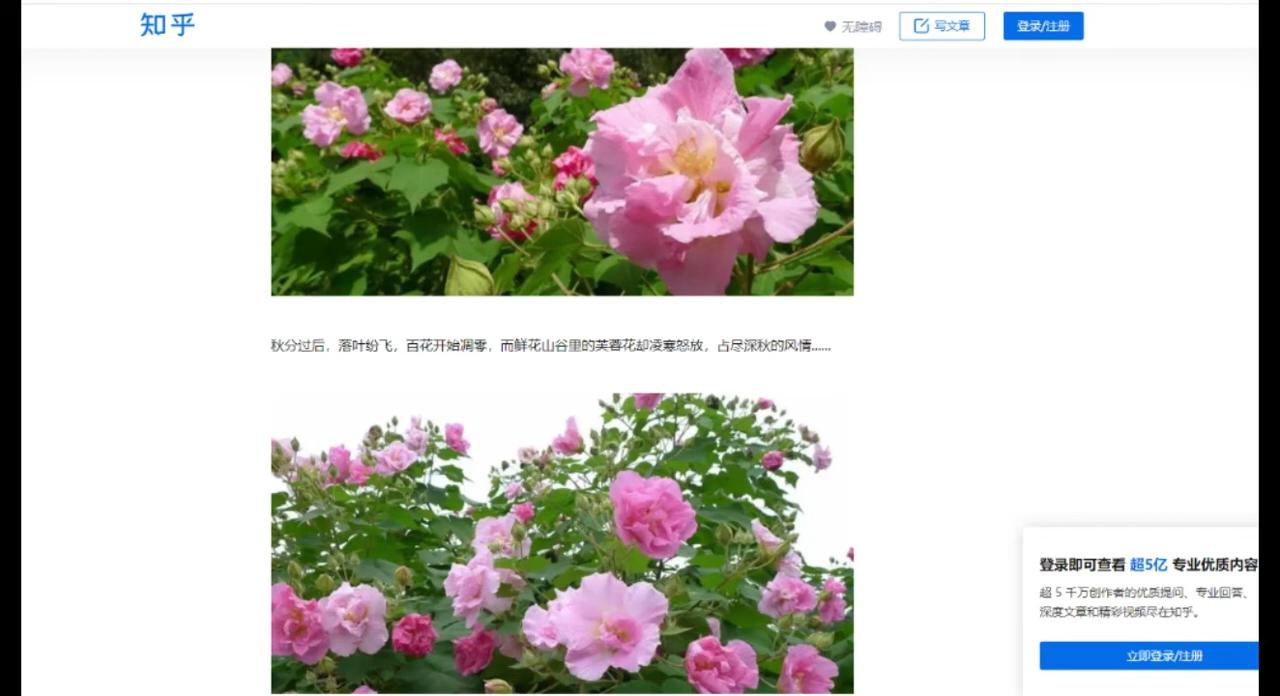 知乎
无障碍
写文章
登录/注册
秋分过后，落叶纷飞，百花开始凋零，而鲜花山谷里的芙蓉花却凌寒怒放，占尽深秋的风情……
登录即可查看 超5亿 专业优质内容
超 5 千万创作者的优质提问、专业回答、
深度文章和精彩视频尽在知乎。
立即登录/注册